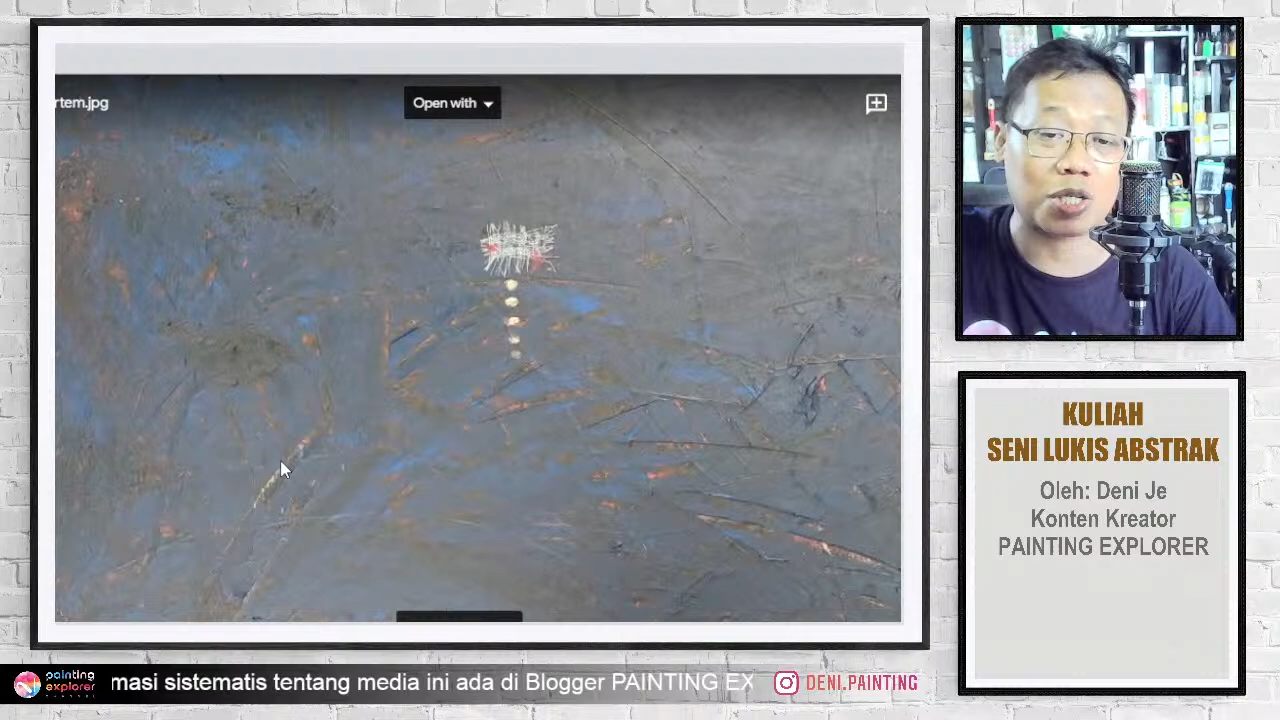 rtem.jpg
Open with
KULIAH
SENI LUKIS ABSTRAK
Oleh: Deni Je
Konten Kreator
PAINTING EXPLORER
painting
explorer
masi sistematis tentang media ini ada di Blogger PAINTING EX
DENI.PAINTING